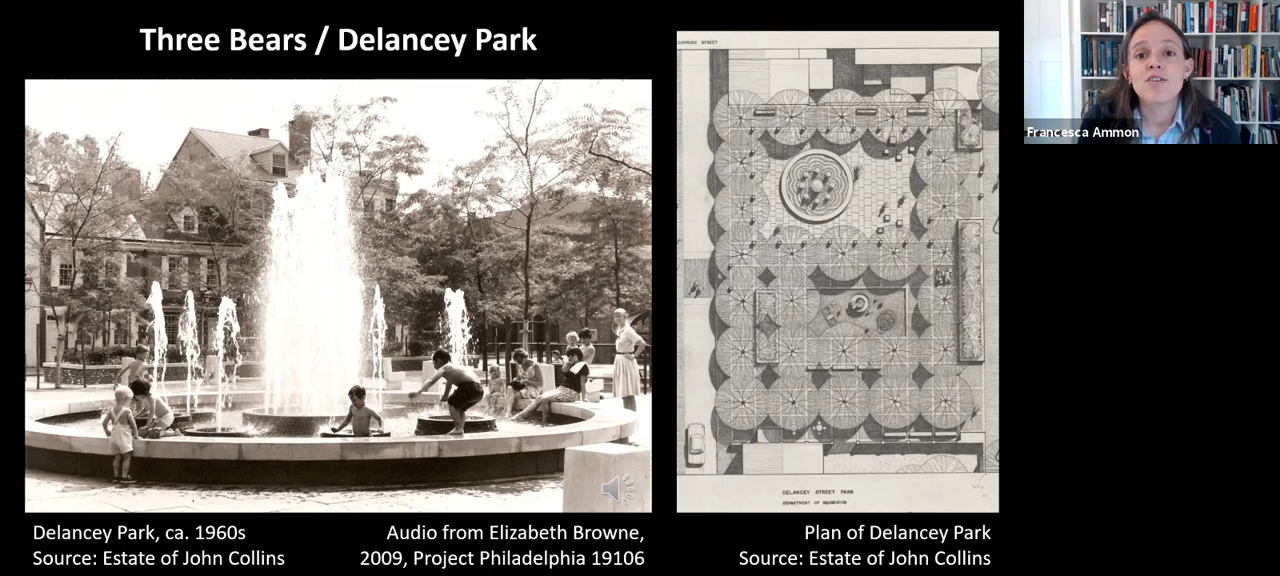 Three Bears / Delancey Park
CYPRESS STREET
DELANCEY STREET PARK
DEPARTMENT OF RECREATION
Delancey Park, ca. 1960s
Source: Estate of John Collins
Audio from Elizabeth Browne,
2009, Project Philadelphia 19106
Plan of Delancey Park
Source: Estate of John Collins
Francesca Ammon